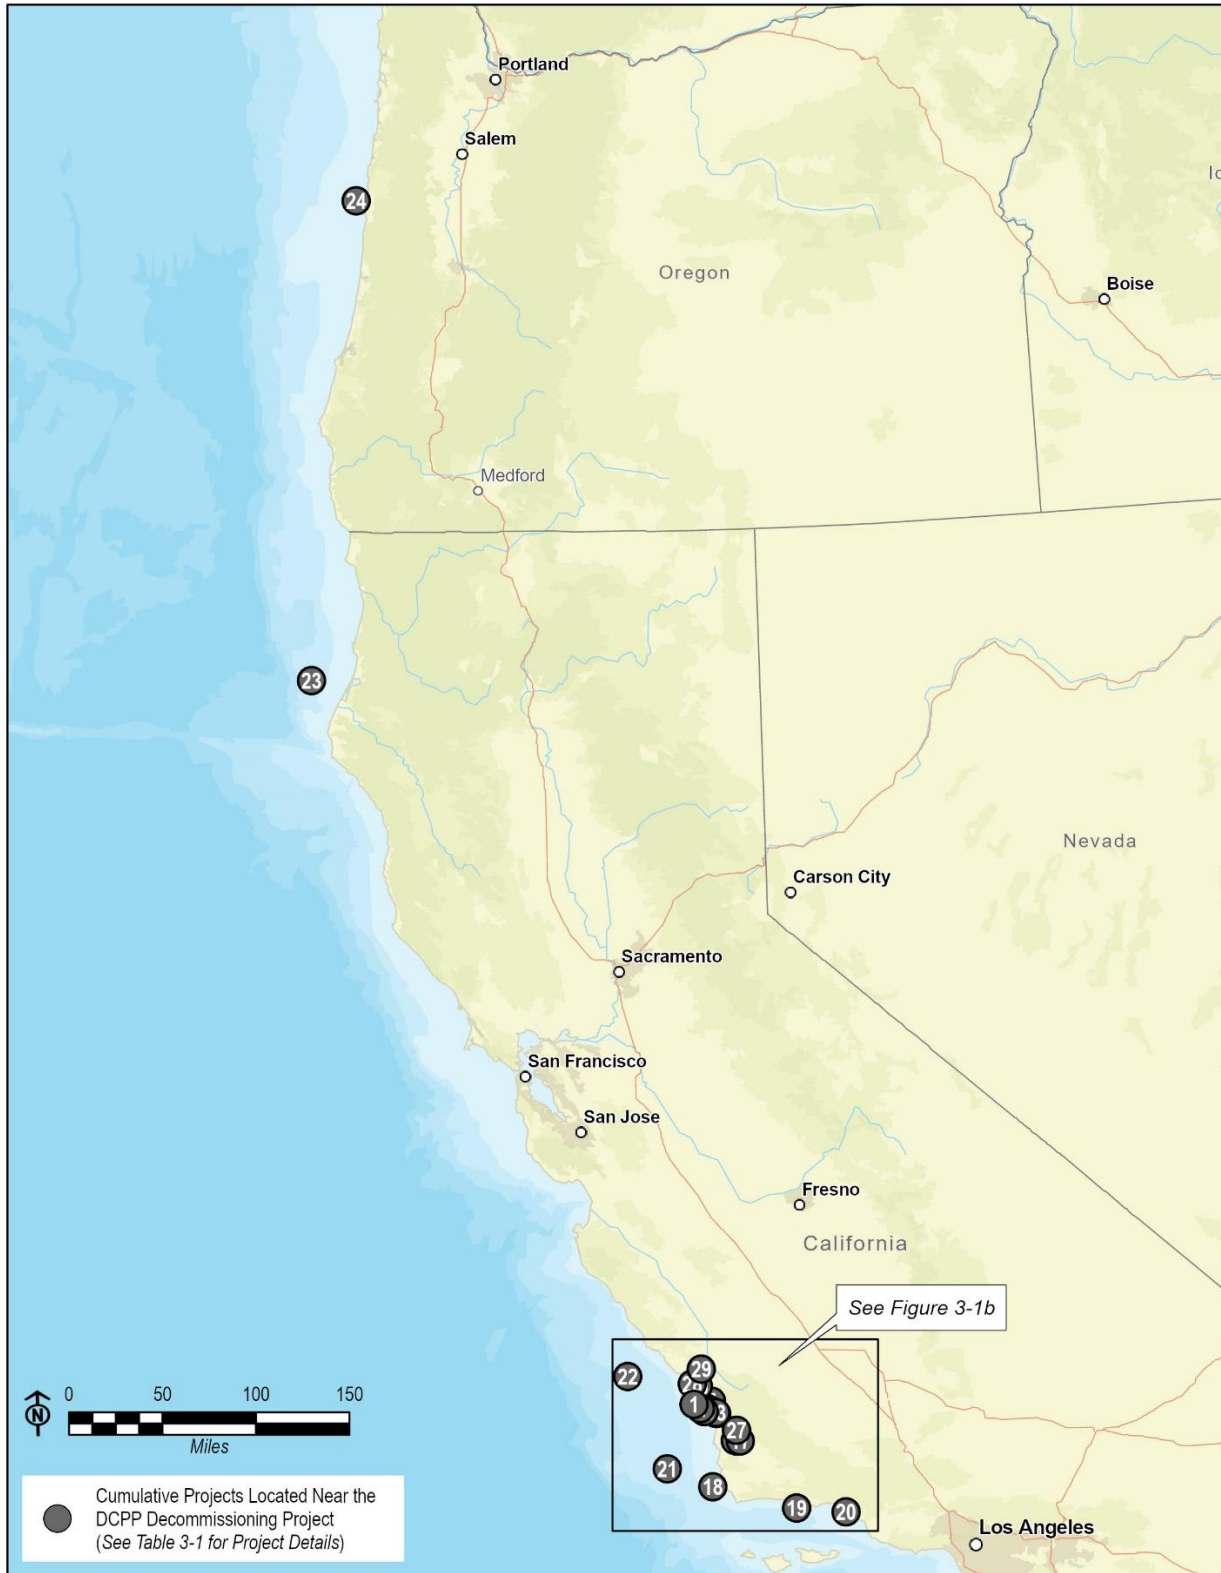 Portland
Salem
24
Oregon
Boise
Medford
23
Nevada
Carson City
Sacramento
San Francisco
San Jose
Fresno
California
See Figure 3-1b
29
22
1
27
21
18
19
20
Los Angeles
N
0 50 100 150
Miles
Cumulative Projects Located Near the
DCPP Decommissioning Project
(See Table 3-1 for Project Details)